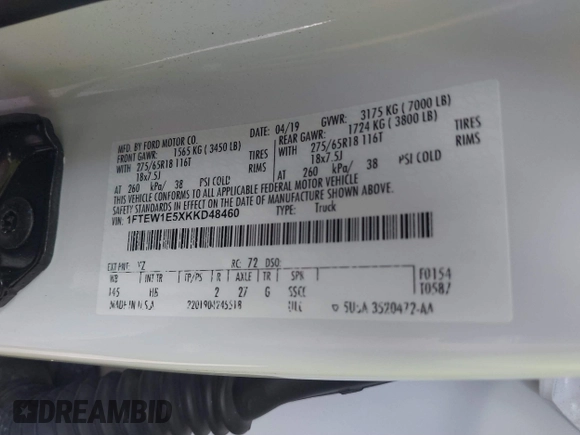 MFD. BY FORD MOTOR CO.
DATE: 04/19 GVWR: 3175 KG ( 7000 LB)
FRONT GAWR: 1565 KG ( 3450 LB) REAR GAWR: 1724 KG ( 3800 LB)
WITH 275/65R18 116T TIRES WITH 275/65R18 116T TIRES
18x7.5J RIMS 18x7.5J RIMS
AT 260 kPa/ 38 PSI COLD AT 260 kPa/ 38 PSI COLD
THIS VEHICLE CONFORMS TO ALL APPLICABLE FEDERAL MOTOR VEHICLE
SAFETY STANDARDS IN EFFECT ON THE DATE OF MANUFACTURE SHOWN ABOVE.
VIN: 1FTEW1E5XKKD48460 TYPE: Truck
EXT PNT: YZ RC: 72 DSO: F0154
WB INT TR TP/PS R AXLE TR SPR T0587
145 2 27 G
MADE IN U.S.A.
DREAMBID